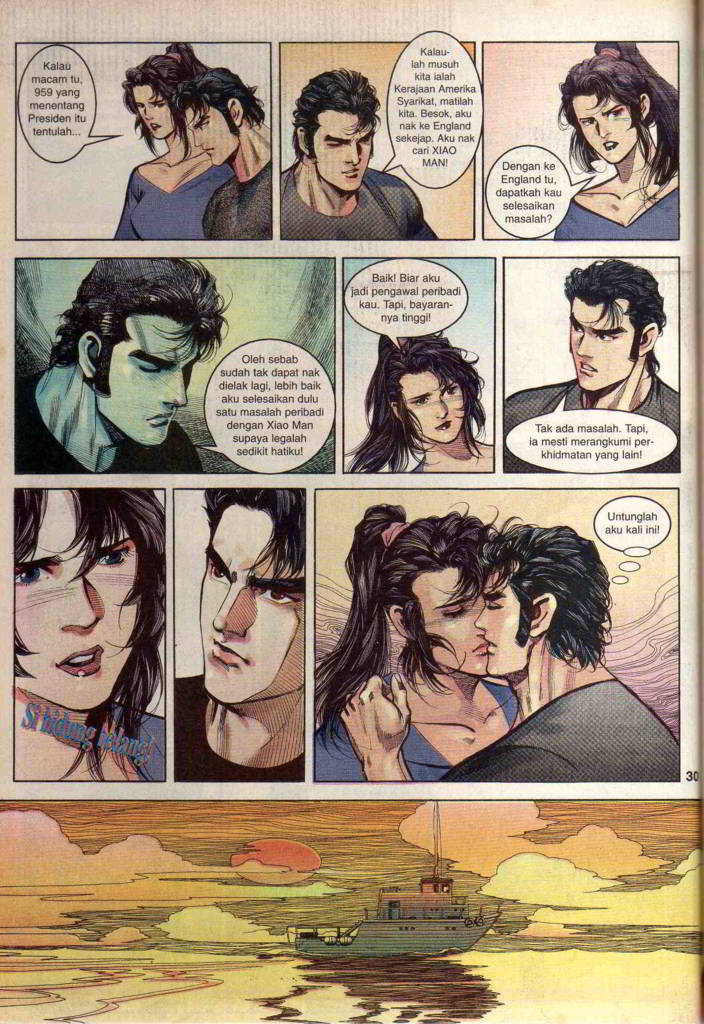 Kalau
macam tu,
959 yang
menentang
Presiden itu
tentulah...
Kalau-
lah musuh
kita ialah
Kerajaan Amerika
Syarikat, matilah
kita. Besok, aku
nak ke England
sekejap. Aku nak
cari XIAO
MAN!
Dengan ke
England tu,
dapatkah kau
selesaikan
masalah?
Oleh sebab
sudah tak dapat nak
dielak lagi, lebih baik
aku selesaikan dulu
satu masalah peribadi
dengan Xiao Man
supaya legalah
sedikit hatiku!
Baik! Biar aku
jadi pengawal peribadi
kau. Tapi, bayaran-
nya tinggi!
Tak ada masalah. Tapi,
ia mesti merangkumi per-
khidmatan yang lain!
Si hidung belang!
Untunglah
aku kali ini!
30